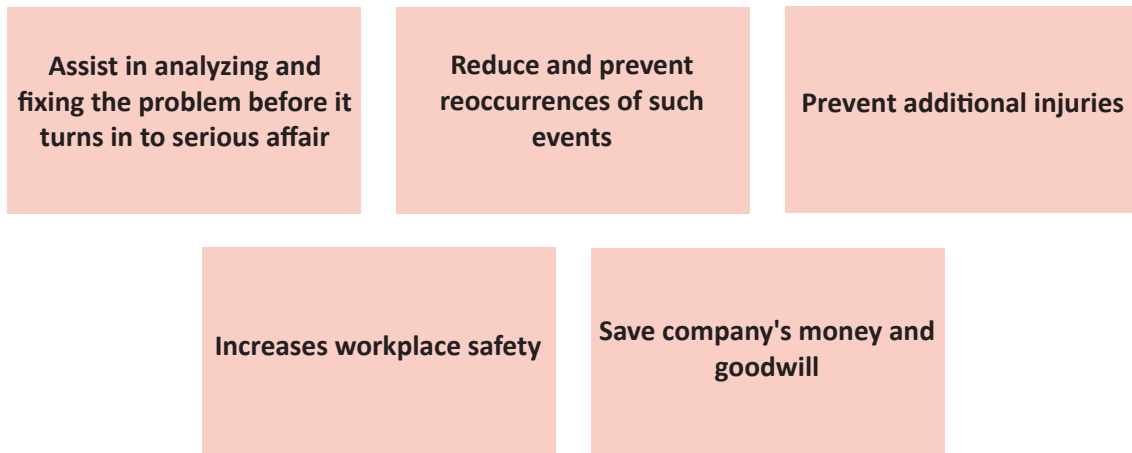 Assist in analyzing and
fixing the problem before it
turns in to serious affair
Reduce and prevent
reoccurrences of such
events
Prevent additional injuries
Increases workplace safety
Save company's money and
goodwill